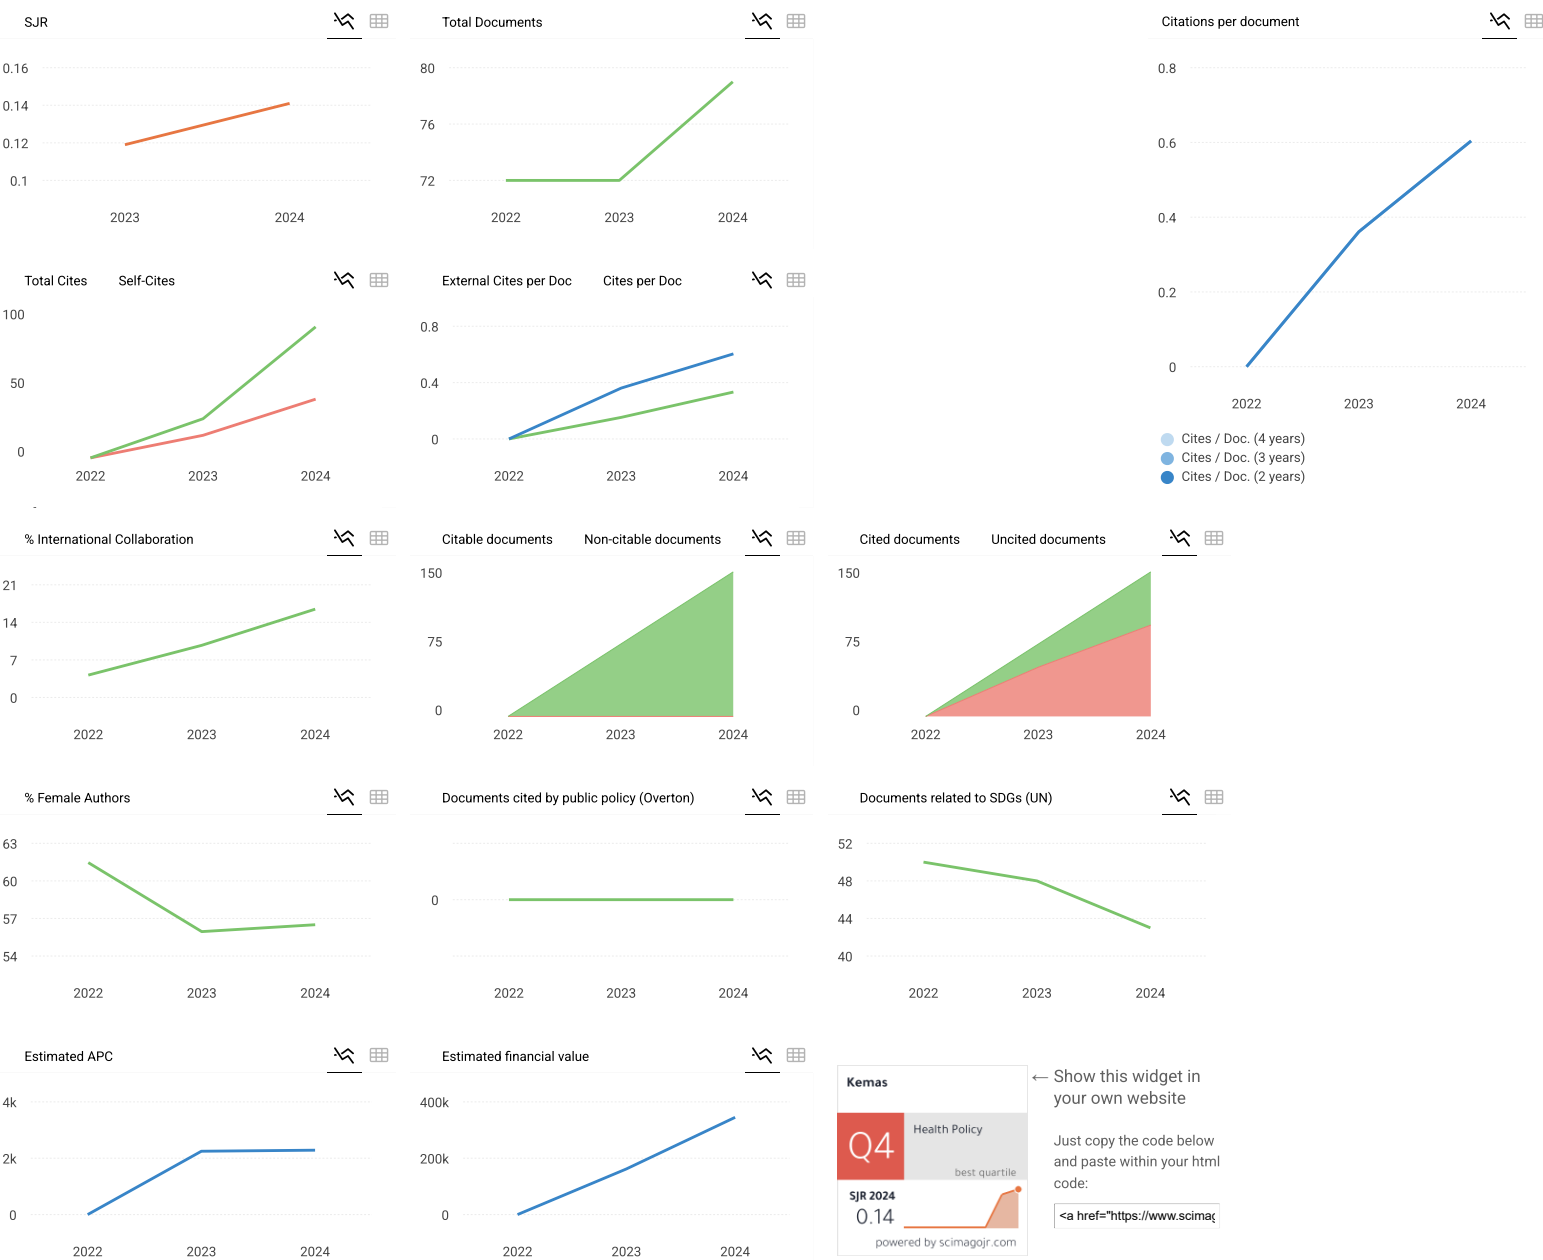 SJR
0.16
0.14
0.12
0.1
2023 2024
Total Documents
80
76
72
2022 2023 2024
Citations per document
0.8
0.6
0.4
0.2
0
2022 2023 2024
Cites / Doc. (4 years)
Cites / Doc. (3 years)
Cites / Doc. (2 years)
Total Cites Self-Cites
100
50
0
2022 2023 2024
External Cites per Doc Cites per Doc
0.8
0.4
0
2022 2023 2024
% International Collaboration
21
14
7
0
2022 2023 2024
Citable documents Non-citable documents
150
75
0
2022 2023 2024
Cited documents Uncited documents
150
75
0
2022 2023 2024
% Female Authors
63
60
57
54
2022 2023 2024
Documents cited by public policy (Overton)
0
2022 2023 2024
Documents related to SDGs (UN)
52
48
44
40
2022 2023 2024
Estimated APC
4k
2k
0
2022 2023 2024
Estimated financial value
400k
200k
0
2022 2023 2024
Kemas
Q4
Health Policy
best quartile
SJR 2024
0.14
powered by scimagojr.com
← Show this widget in
your own website
Just copy the code below
and paste within your html
code:
<a href="https://www.scimag